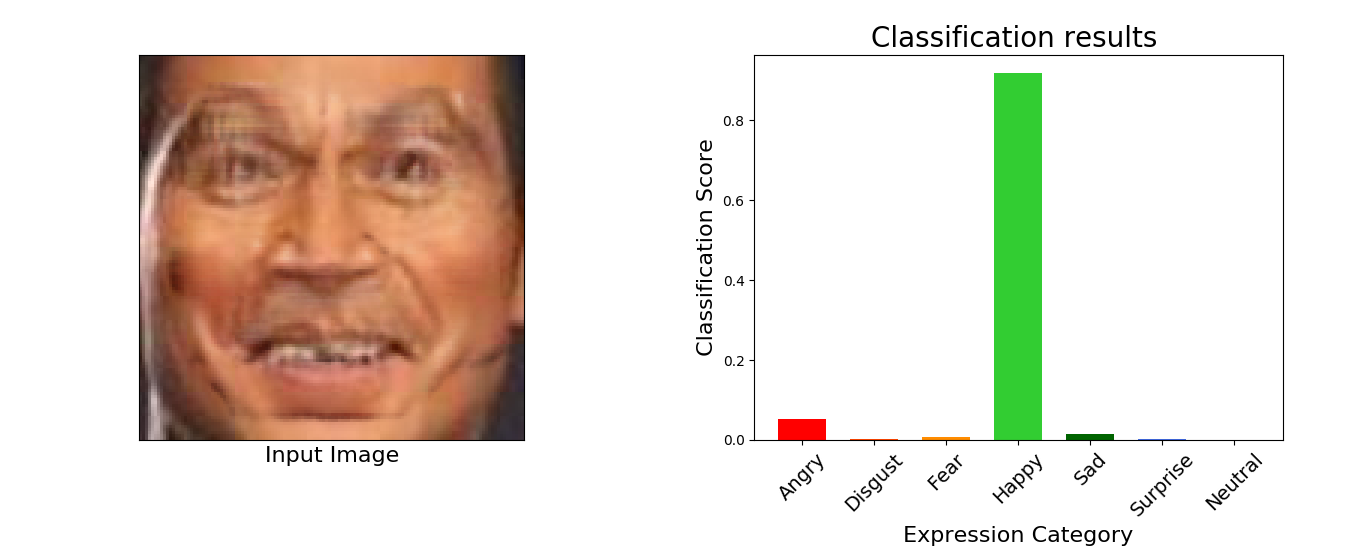 Classification results
Classification Score
0.8
0.6
0.4
0.2
0.0
Angry
Disgust
Fear
Happy
Sad
Surprise
Neutral
Expression Category
Input Image